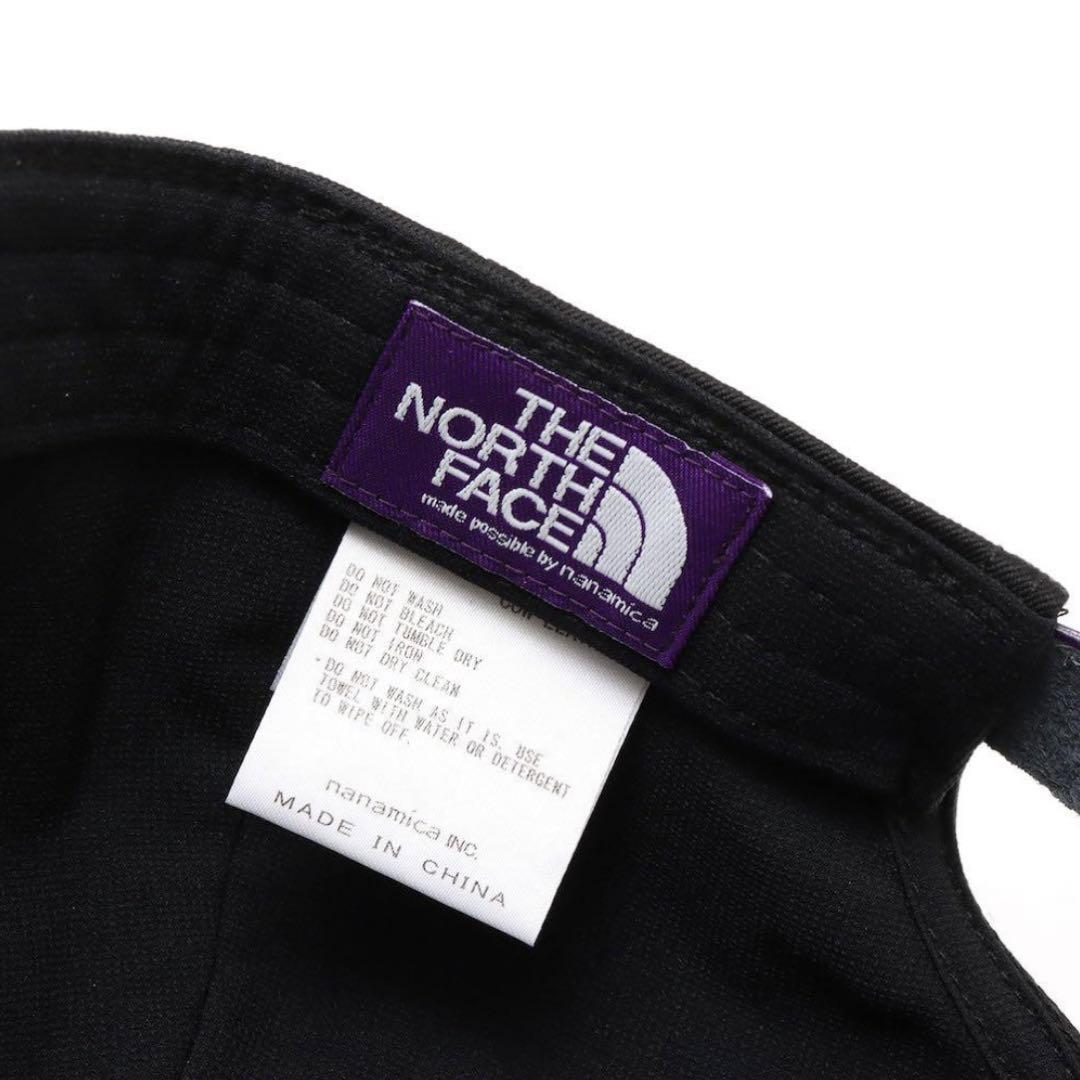 THE
NORTH
FACE
made possible by nanamica
DO NOT WASH
DO NOT BLEACH
DO NOT TUMBLE DRY
DO NOT IRON
DO NOT DRY CLEAN
・DO NOT WASH AS IT IS. USE
TOWEL WITH WATER OR DETERGENT
TO WIPE OFF.
nanamica INC.
MADE IN CHINA